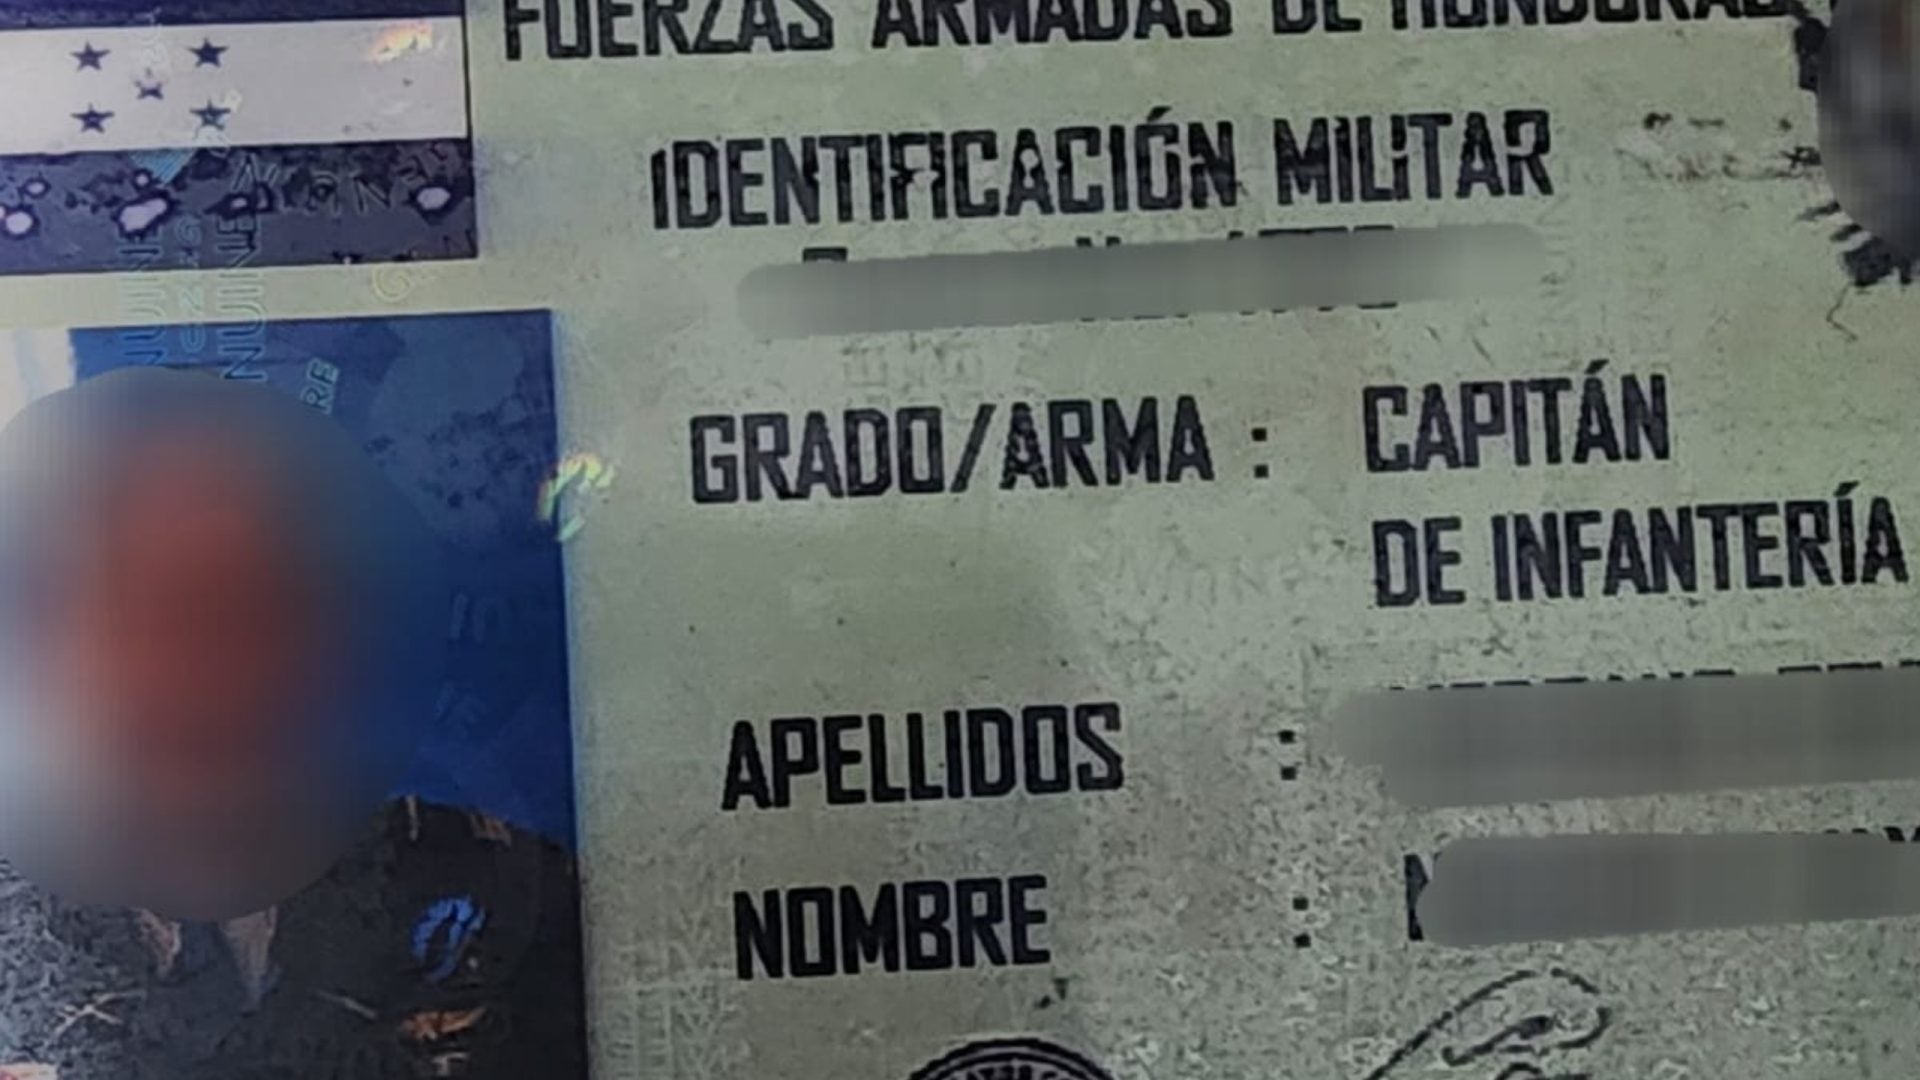 FUERZAS ARMADAS DE HONDURAS
IDENTIFICACIÓN MILITAR
GRADO/ARMA : CAPITÁN
DE INFANTERÍA
APELLIDOS :
NOMBRE :